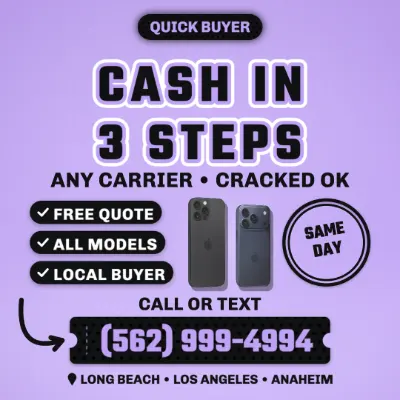 QUICK BUYER
CASH IN
3 STEPS
ANY CARRIER • CRACKED OK
FREE QUOTE
ALL MODELS
LOCAL BUYER
SAME
DAY
CALL OR TEXT
(562) 999-4994
LONG BEACH • LOS ANGELES • ANAHEIM